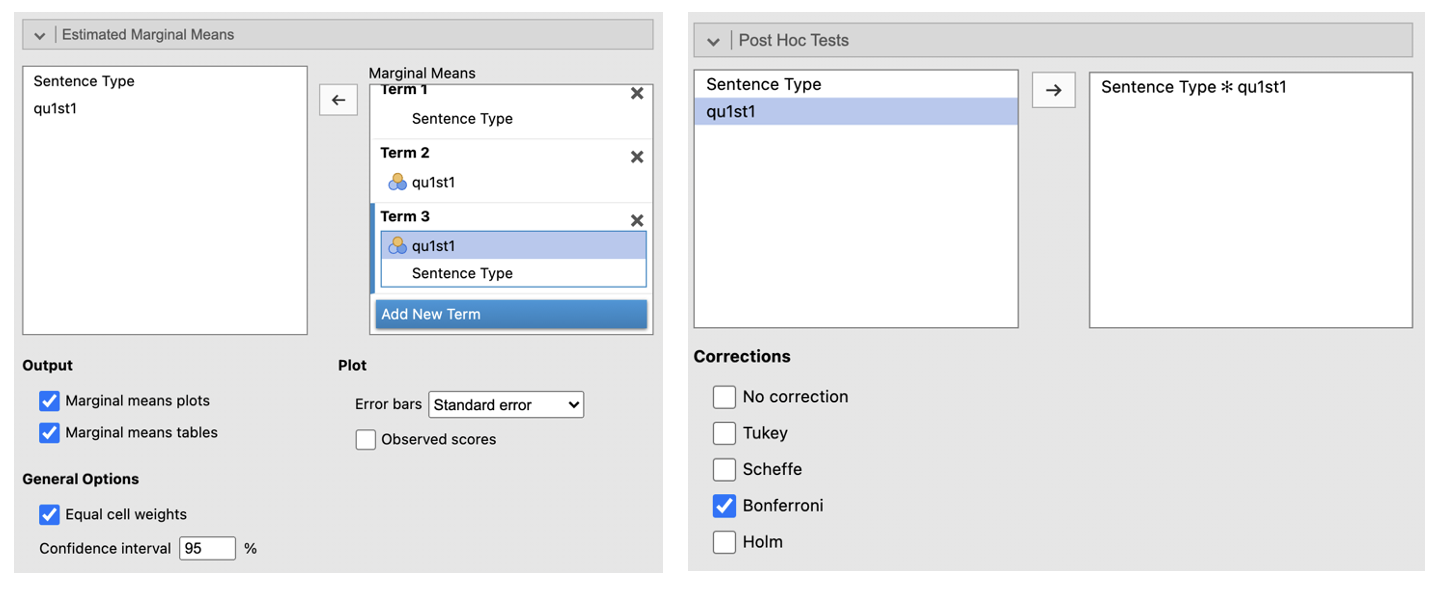 Estimated Marginal Means
Sentence Type
qu1st1
Marginal Means
Term 1
Sentence Type
Term 2
qu1st1
Term 3
qu1st1
Sentence Type
Add New Term
Output
Marginal means plots
Marginal means tables
Plot
Error bars Standard error
Observed scores
General Options
Equal cell weights
Confidence interval 95 %
Post Hoc Tests
Sentence Type
qu1st1
Sentence Type ✻ qu1st1
Corrections
No correction
Tukey
Scheffe
Bonferroni
Holm